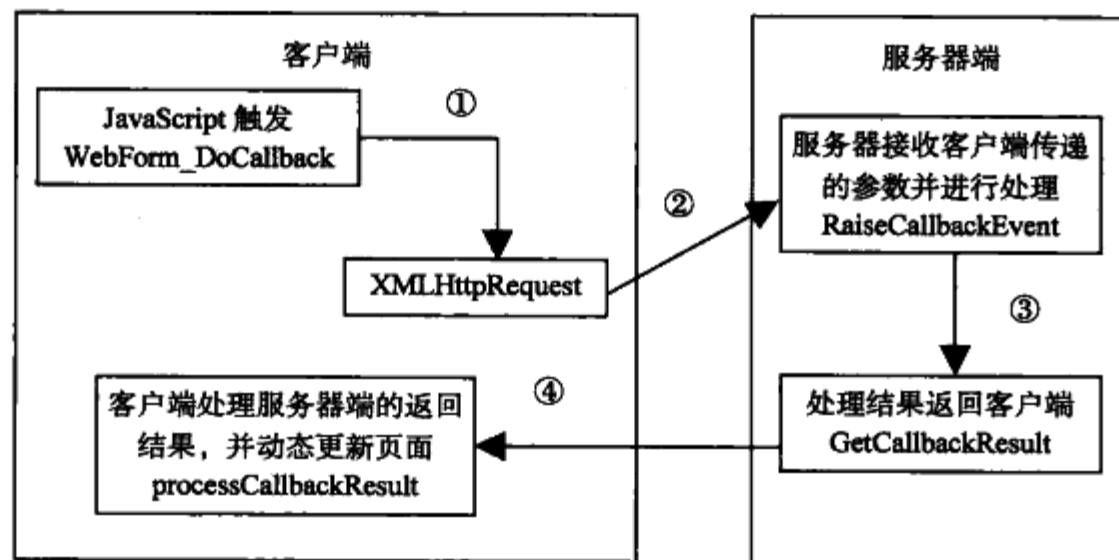 客户端
服务器端
JavaScript 触发
WebForm_DoCallback
①
XMLHttpRequest
②
服务器接收客户端传递
的参数并进行处理
RaiseCallbackEvent
③
处理结果返回客户端
GetCallbackResult
④
客户端处理服务器端的返回
结果，并动态更新页面
processCallbackResult